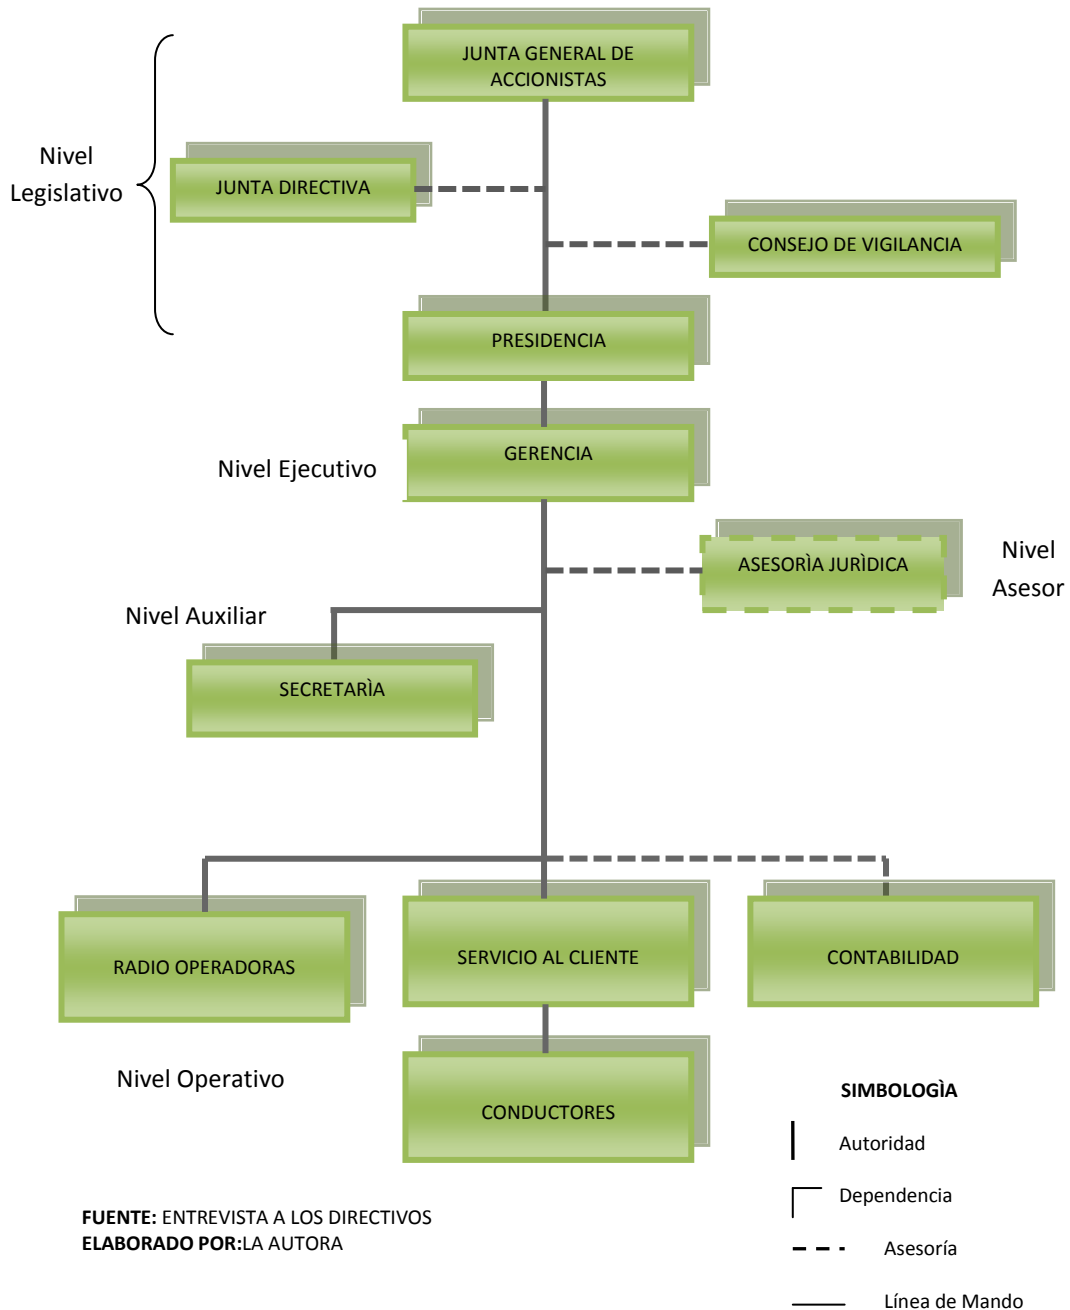 JUNTA GENERAL DE
ACCIONISTAS
Nivel
Legislativo
JUNTA DIRECTIVA
CONSEJO DE VIGILANCIA
PRESIDENCIA
GERENCIA
Nivel Ejecutivo
ASESORÌA JURÌDICA
Nivel
Asesor
Nivel Auxiliar
SECRETARÌA
RADIO OPERADORAS
SERVICIO AL CLIENTE
CONTABILIDAD
Nivel Operativo
CONDUCTORES
SIMBOLOGÌA
Autoridad
Dependencia
Asesoría
Línea de Mando
FUENTE: ENTREVISTA A LOS DIRECTIVOS
ELABORADO POR:LA AUTORA